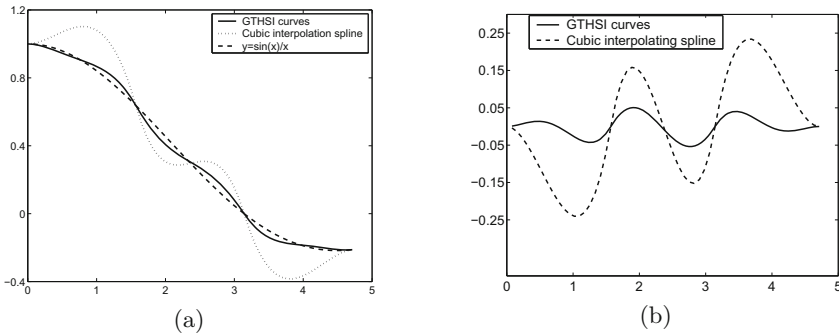 1.2
0.8
0.4
0
−0.4
0 1 2 3 4 5
GTHSI curves
Cubic interpolation spline
y=sin(x)/x
(a)
0.25
0.15
0.05
−0.05
−0.15
−0.25
0 1 2 3 4 5
GTHSI curves
Cubic interpolating spline
(b)